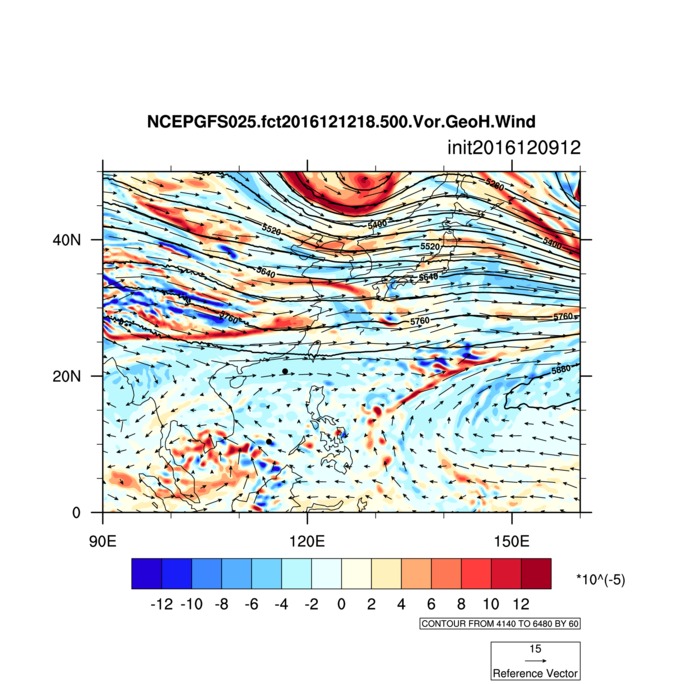 NCEPGFS025.fct2016121218.500.Vor.GeoH.Wind
init2016120912
5280
5400
5520
5400
40N
5520
5640
5640
5760
5760
5760
5880
20N
0
90E 120E 150E
-12 -10 -8 -6 -4 -2 0 2 4 6 8 10 12
*10^(-5)
CONTOUR FROM 4140 TO 6480 BY 60
15
Reference Vector